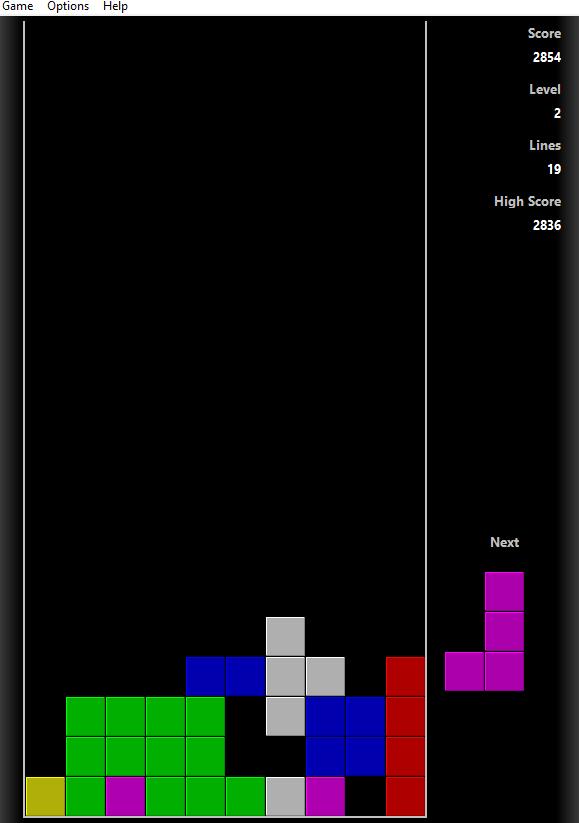 Game Options Help
Score
2854
Level
2
Lines
19
High Score
2836
Next